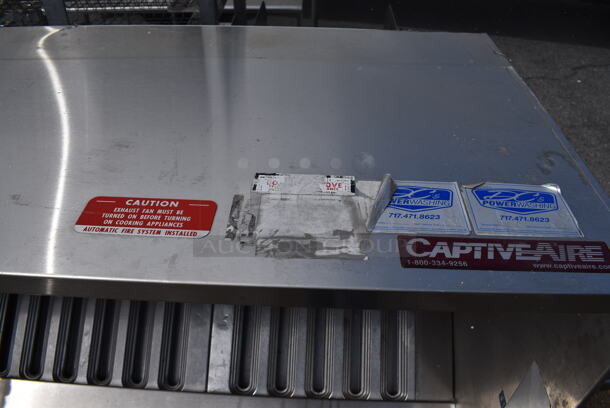 CAUTION
EXHAUST FAN MUST BE
TURNED ON BEFORE TURNING
ON COOKING APPLIANCES
AUTOMATIC FIRE SYSTEM INSTALLED
POWERWASHING
717.471.8623
POWERWASHING
717.471.8623
CAPTIVEAIRE
1-800-334-9256
www.captiveaire.co